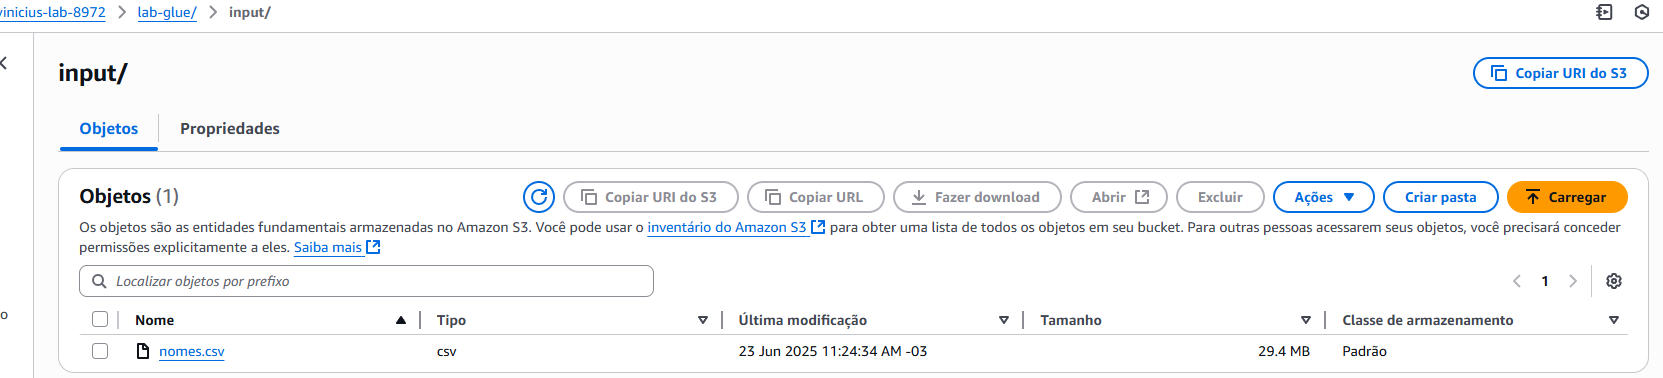 vinicius-lab-8972 > lab-glue/ > input/
input/
Copiar URI do S3
Objetos Propriedades
Objetos (1) Copiar URI do S3 Copiar URL Fazer download Abrir Excluir Ações Criar pasta Carregar
Os objetos são as entidades fundamentais armazenadas no Amazon S3. Você pode usar o inventário do Amazon S3 para obter uma lista de todos os objetos em seu bucket. Para outras pessoas acessarem seus objetos, você precisará conceder
permissões explicitamente a eles. Saiba mais
Localizar objetos por prefixo
1
Nome Tipo Última modificação Tamanho Classe de armazenamento
nomes.csv csv 23 Jun 2025 11:24:34 AM -03 29.4 MB Padrão